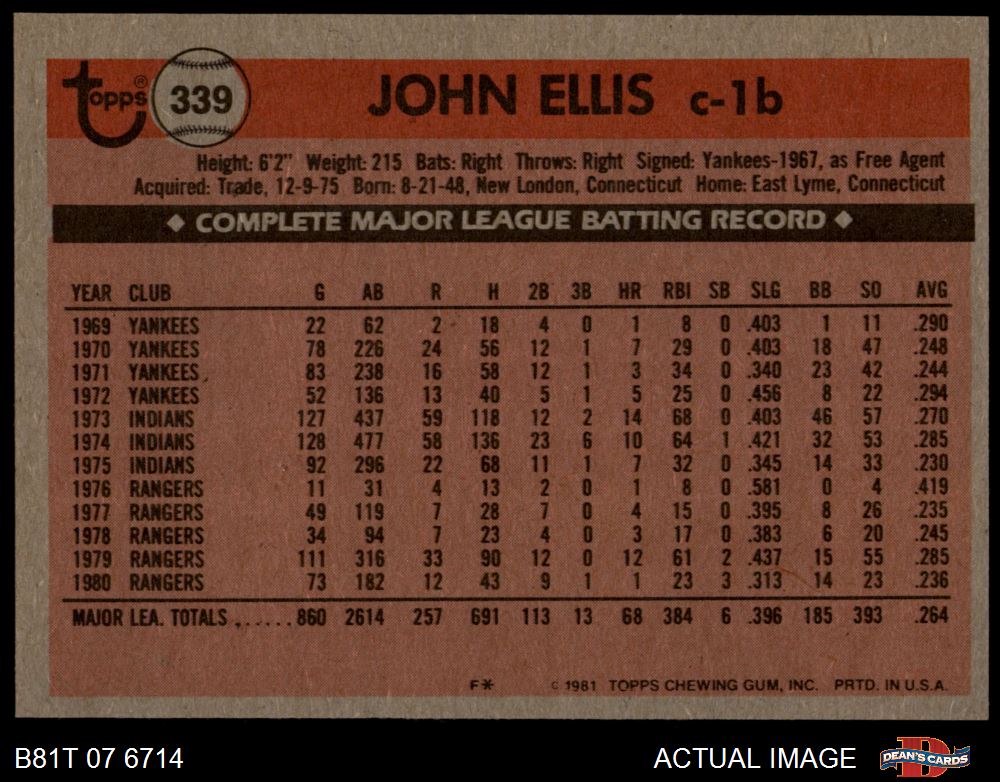 Topps® 339 JOHN ELLIS c-1b
Height: 6'2" Weight: 215 Bats: Right Throws: Right Signed: Yankees-1967, as Free Agent
Acquired: Trade, 12-9-75 Born: 8-21-48, New London, Connecticut Home: East Lyme, Connecticut
◆ COMPLETE MAJOR LEAGUE BATTING RECORD ◆
YEAR CLUB G AB R H 2B 3B HR RBI SB SLG BB SO AVG
1969 YANKEES 22 62 2 18 4 0 1 8 0 .403 1 11 .290
1970 YANKEES 78 226 24 56 12 1 7 29 0 .403 18 47 .248
1971 YANKEES 83 238 16 58 12 1 3 34 0 .340 23 42 .244
1972 YANKEES 52 136 13 40 5 1 5 25 0 .456 8 22 .294
1973 INDIANS 127 437 59 118 12 2 14 68 0 .403 46 57 .270
1974 INDIANS 128 477 58 136 23 6 10 64 1 .421 32 53 .285
1975 INDIANS 92 296 22 68 11 1 7 32 0 .345 14 33 .230
1976 RANGERS 11 31 4 13 2 0 1 8 0 .581 0 4 .419
1977 RANGERS 49 119 7 28 7 0 4 15 0 .395 8 26 .235
1978 RANGERS 34 94 7 23 4 0 3 17 0 .383 6 20 .245
1979 RANGERS 111 316 33 90 12 0 12 61 2 .437 15 55 .285
1980 RANGERS 73 182 12 43 9 1 1 23 3 .313 14 23 .236
MAJOR LEA. TOTALS ......860 2614 257 691 113 13 68 384 6 .396 185 393 .264
F* © 1981 TOPPS CHEWING GUM, INC. PRTD. IN U.S.A.
B81T 07 6714 ACTUAL IMAGE DEAN'S CARDS